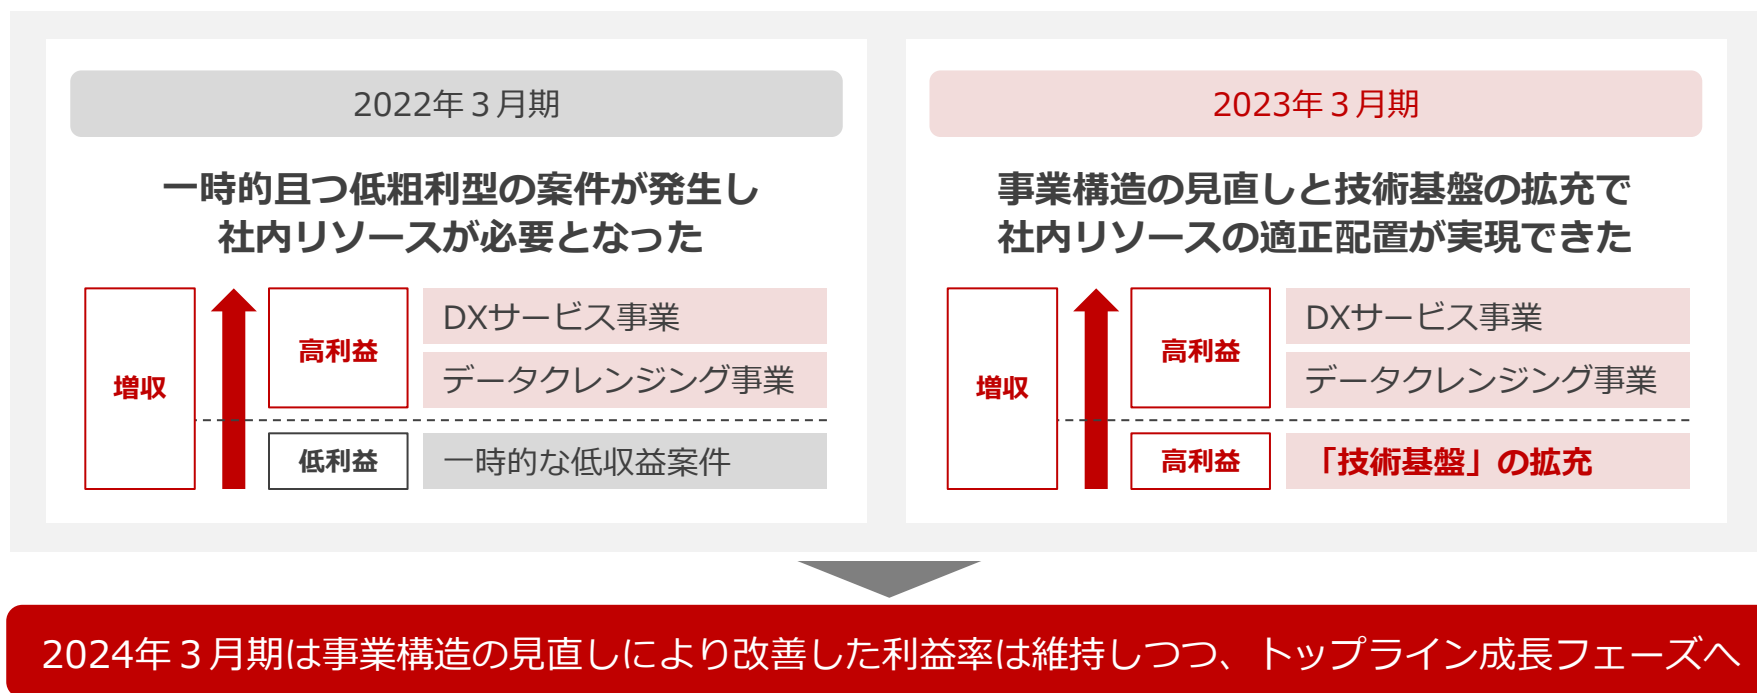 2022年３月期
一時的且つ低粗利型の案件が発生し
社内リソースが必要となった
増収
高利益
DXサービス事業
データクレンジング事業
低利益
一時的な低収益案件
2023年３月期
事業構造の見直しと技術基盤の拡充で
社内リソースの適正配置が実現できた
増収
高利益
DXサービス事業
データクレンジング事業
高利益
「技術基盤」の拡充
2024年３月期は事業構造の見直しにより改善した利益率は維持しつつ、トップライン成長フェーズへ